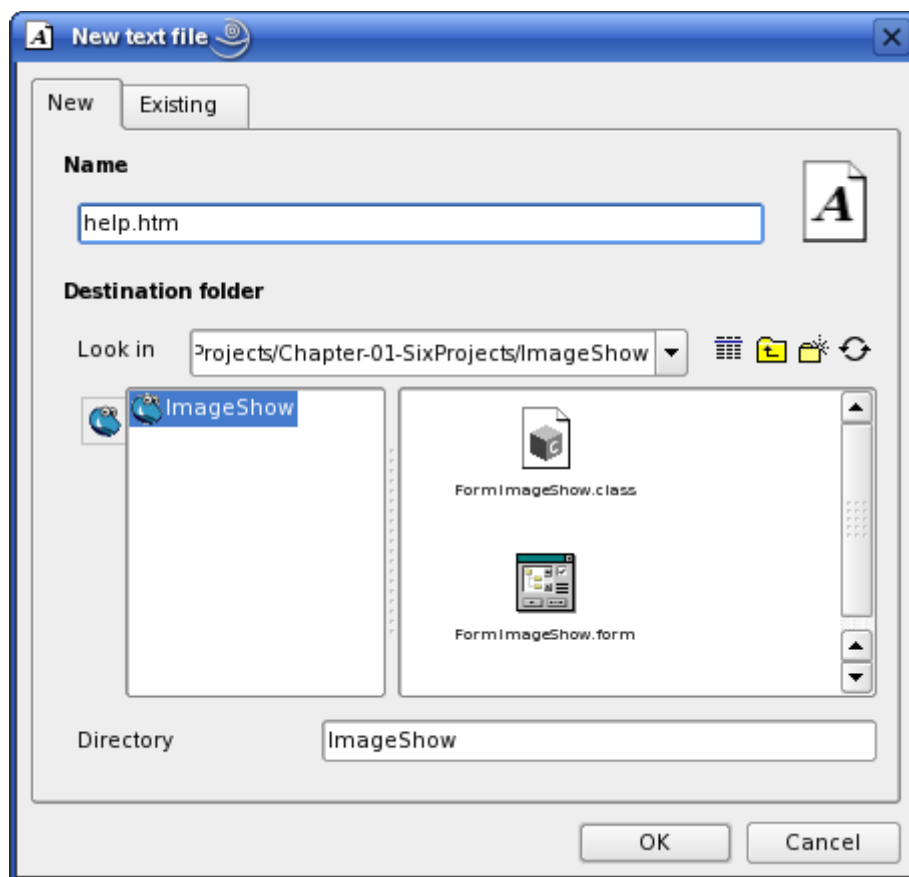 New text file
New
Existing
Name
help.htm
Destination folder
Look in
Projects/Chapter-01-SixProjects/ImageShow
ImageShow
FormImageShow.class
FormImageShow.form
Directory
ImageShow
OK
Cancel